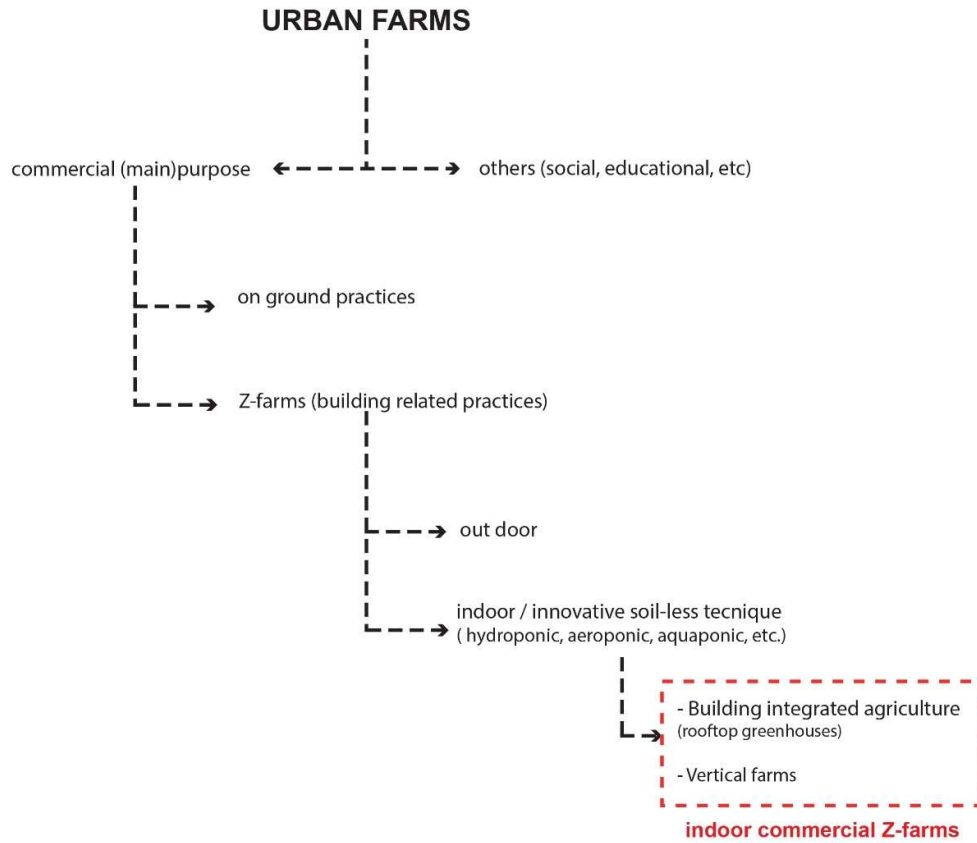 URBAN FARMS
commercial (main)purpose
others (social, educational, etc)
on ground practices
Z-farms (building related practices)
out door
indoor / innovative soil-less tecnique
( hydroponic, aeroponic, aquaponic, etc.)
- Building integrated agriculture
(rooftop greenhouses)
- Vertical farms
indoor commercial Z-farms